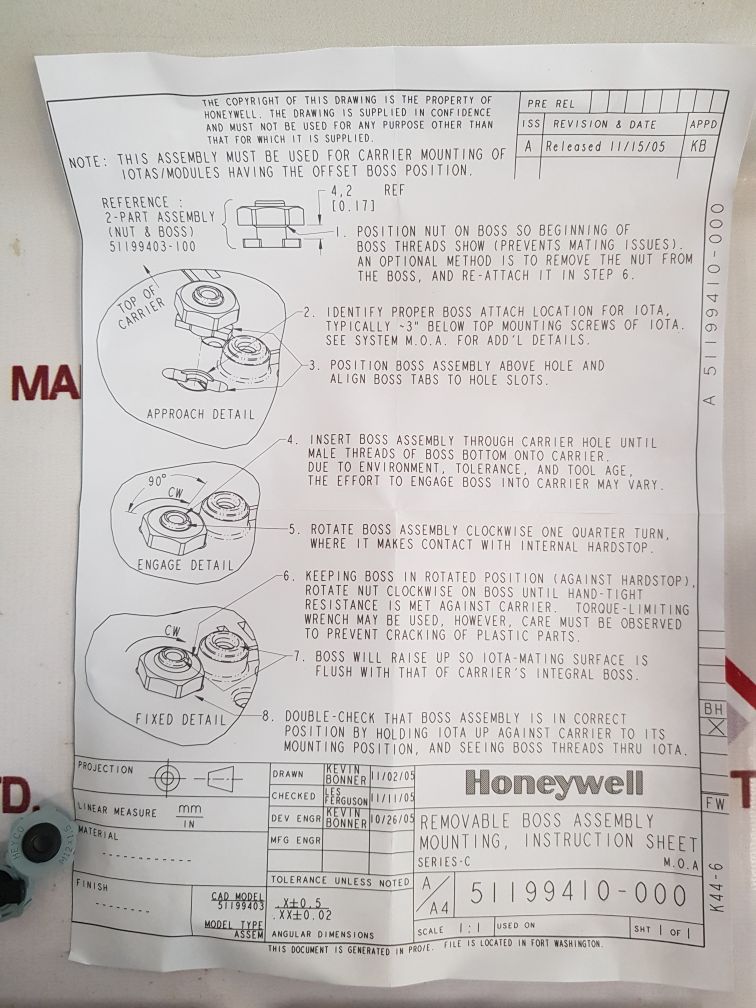 THE COPYRIGHT OF THIS DRAWING IS THE PROPERTY OF
HONEYWELL. THE DRAWING IS SUPPLIED IN CONFIDENCE
AND MUST NOT BE USED FOR ANY PURPOSE OTHER THAN
THAT FOR WHICH IT IS SUPPLIED.
PRE REL
ISS REVISION & DATE APPD
A Released 11/15/05 KB
NOTE: THIS ASSEMBLY MUST BE USED FOR CARRIER MOUNTING OF
IOTAS/MODULES HAVING THE OFFSET BOSS POSITION.
REFERENCE :
2-PART ASSEMBLY
(NUT & BOSS)
51199403-100
4,2 REF
[0.17]
1. POSITION NUT ON BOSS SO BEGINNING OF
BOSS THREADS SHOW (PREVENTS MATING ISSUES).
AN OPTIONAL METHOD IS TO REMOVE THE NUT FROM
THE BOSS, AND RE-ATTACH IT IN STEP 6.
TOP OF
CARRIER
2. IDENTIFY PROPER BOSS ATTACH LOCATION FOR IOTA,
TYPICALLY ~3" BELOW TOP MOUNTING SCREWS OF IOTA.
SEE SYSTEM M.O.A. FOR ADD'L DETAILS.
3. POSITION BOSS ASSEMBLY ABOVE HOLE AND
ALIGN BOSS TABS TO HOLE SLOTS.
APPROACH DETAIL
4. INSERT BOSS ASSEMBLY THROUGH CARRIER HOLE UNTIL
MALE THREADS OF BOSS BOTTOM ONTO CARRIER.
DUE TO ENVIRONMENT, TOLERANCE, AND TOOL AGE,
THE EFFORT TO ENGAGE BOSS INTO CARRIER MAY VARY.
90°
CW
5. ROTATE BOSS ASSEMBLY CLOCKWISE ONE QUARTER TURN,
WHERE IT MAKES CONTACT WITH INTERNAL HARDSTOP.
ENGAGE DETAIL
6. KEEPING BOSS IN ROTATED POSITION (AGAINST HARDSTOP),
ROTATE NUT CLOCKWISE ON BOSS UNTIL HAND-TIGHT
RESISTANCE IS MET AGAINST CARRIER. TORQUE-LIMITING
WRENCH MAY BE USED, HOWEVER, CARE MUST BE OBSERVED
TO PREVENT CRACKING OF PLASTIC PARTS.
CW
7. BOSS WILL RAISE UP SO IOTA-MATING SURFACE IS
FLUSH WITH THAT OF CARRIER'S INTEGRAL BOSS.
FIXED DETAIL
8. DOUBLE-CHECK THAT BOSS ASSEMBLY IS IN CORRECT
POSITION BY HOLDING IOTA UP AGAINST CARRIER TO ITS
MOUNTING POSITION, AND SEEING BOSS THREADS THRU IOTA.
A 51199410-000
BH
X
FW
K44-6
PROJECTION
LINEAR MEASURE mm
IN
MATERIAL
-----------
FINISH
--------
CAD MODEL
51199403
MODEL TYPE
ASSEM
DRAWN KEVIN BONNER 11/02/05
CHECKED LES FERGUSON 11/11/05
DEV ENGR KEVIN BONNER 10/26/05
MFG ENGR
TOLERANCE UNLESS NOTED
.X±0.5
.XX±0.02
ANGULAR DIMENSIONS
Honeywell
REMOVABLE BOSS ASSEMBLY
MOUNTING, INSTRUCTION SHEET
SERIES-C M.O.A
A/A4 51199410-000
SCALE 1:1 USED ON SHT 1 OF 1
THIS DOCUMENT IS GENERATED IN PRO/E. FILE IS LOCATED IN FORT WASHINGTON.
MA
TD.
T
HEYCO